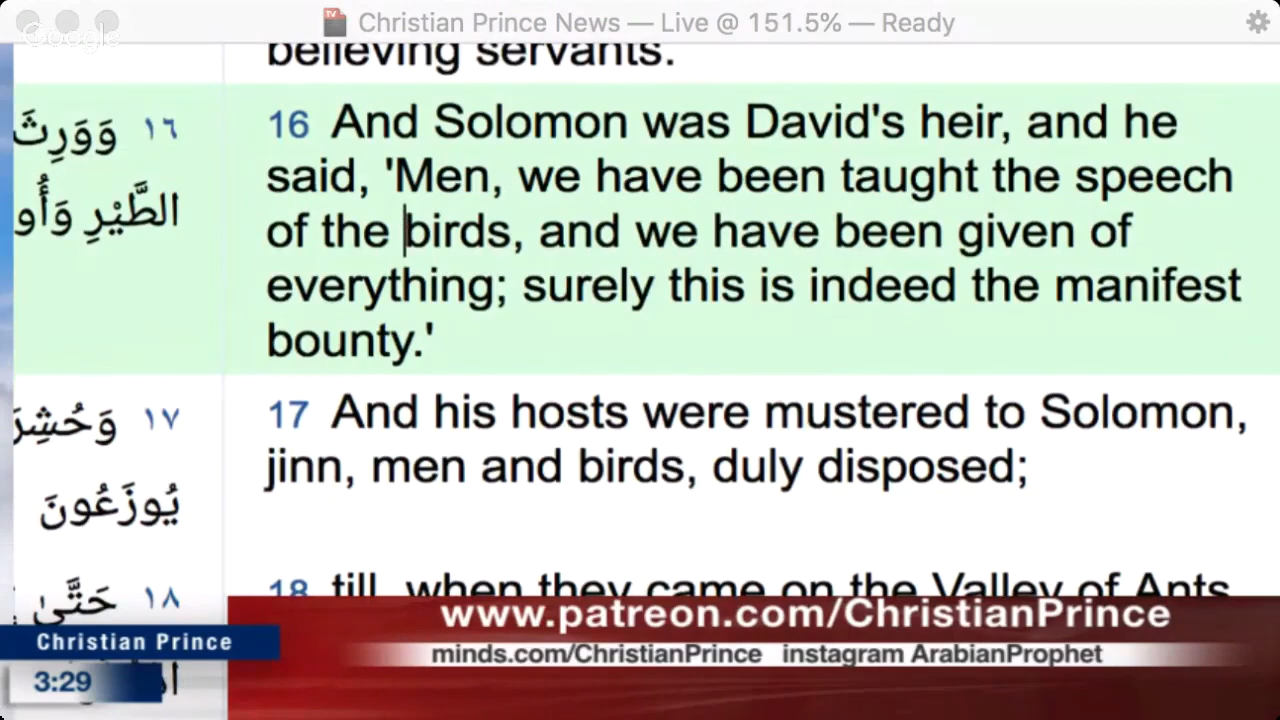 Christian Prince News — Live @ 151.5% — Ready
Google
believing servants.
١٦ وَوَرِثَ
الطَّيْرِ وَأُو
16 And Solomon was David's heir, and he
said, 'Men, we have been taught the speech
of the birds, and we have been given of
everything; surely this is indeed the manifest
bounty.'
١٧ وَحُشِرَ
يُوزَعُونَ
17 And his hosts were mustered to Solomon,
jinn, men and birds, duly disposed;
١٨ حَتَّىٰ
18 till, when they came on the Valley of Ants,
www.patreon.com/ChristianPrince
Christian Prince
minds.com/ChristianPrince instagram ArabianProphet
3:29